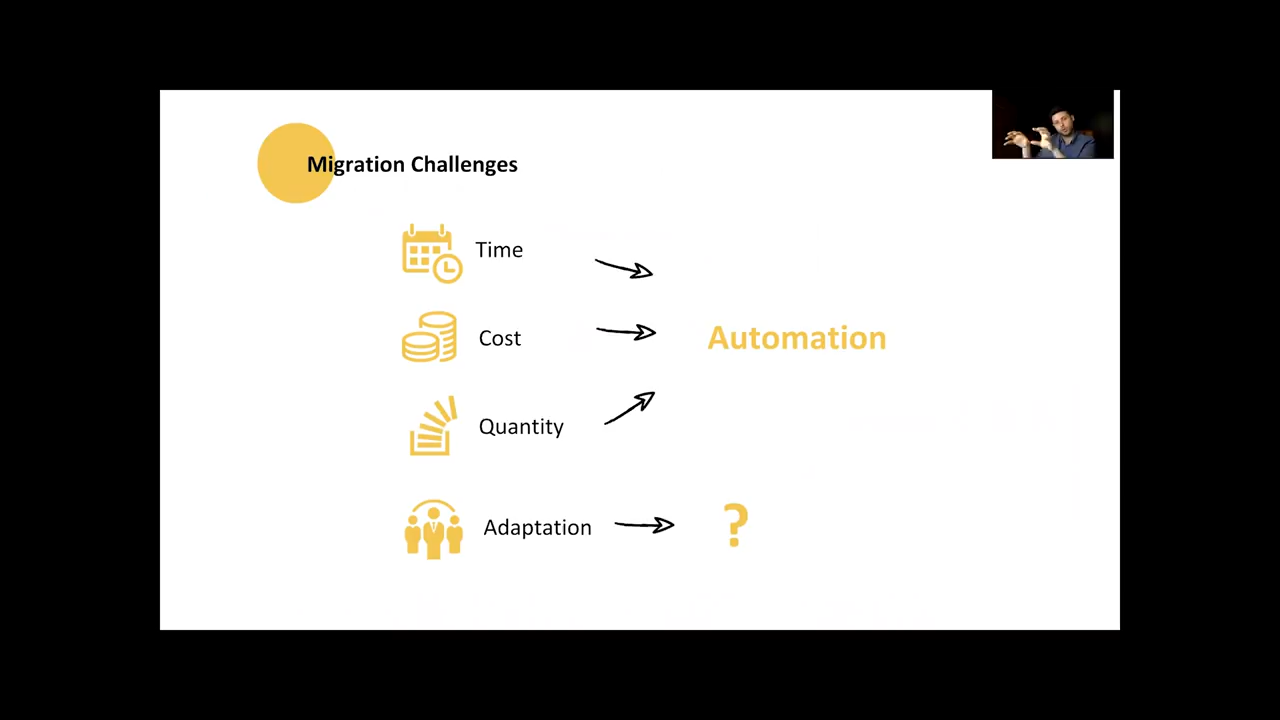 Migration Challenges
Time
Cost
Automation
Quantity
Adaptation
?